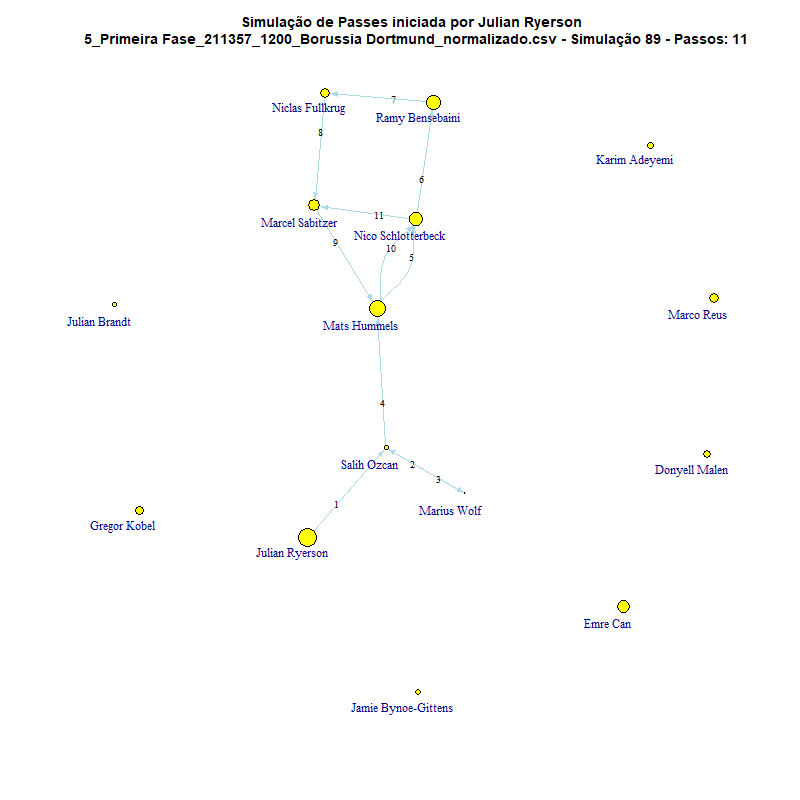 Simulação de Passes iniciada por Julian Ryerson
5_Primeira Fase_211357_1200_Borussia Dortmund_normalizado.csv - Simulação 89 - Passos: 11
7
Niclas Fullkrug
Ramy Bensebaini
8
Karim Adeyemi
6
11
Marcel Sabitzer
Nico Schlotterbeck
9
10
5
Marco Reus
Julian Brandt
Mats Hummels
4
Salih Ozcan
2
Donyell Malen
3
1
Marius Wolf
Gregor Kobel
Julian Ryerson
Emre Can
Jamie Bynoe-Gittens